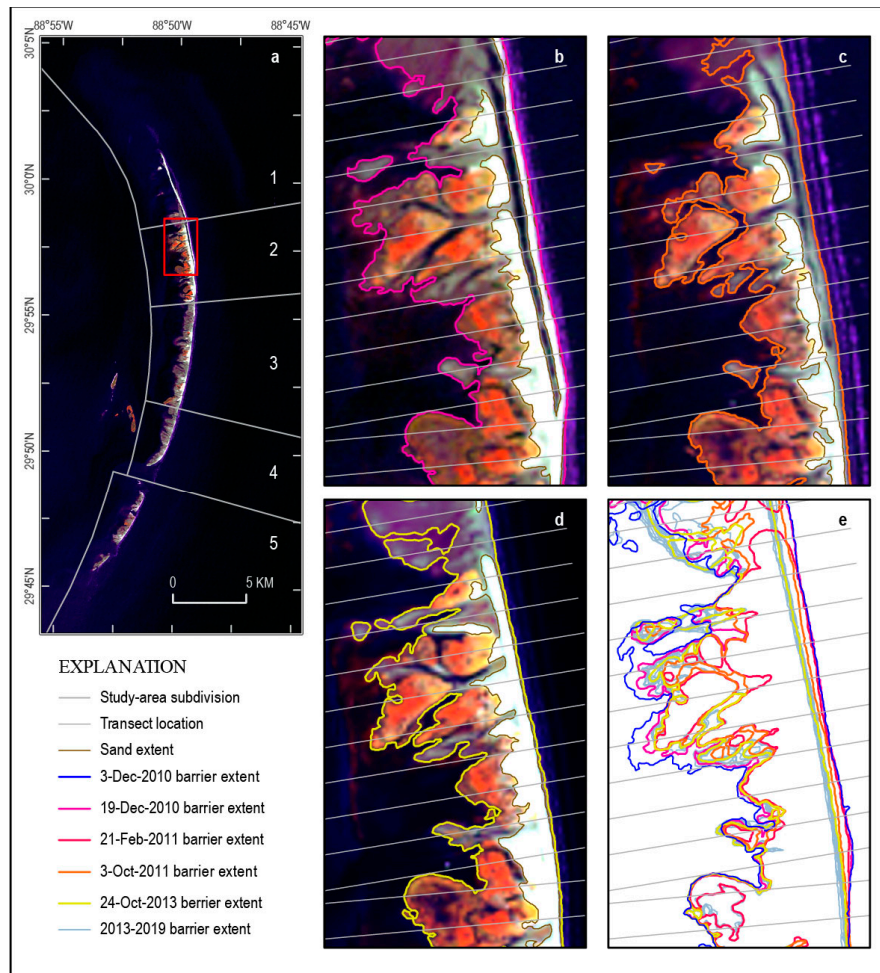 88°55'W 88°50'W 88°45'W
30°5'N
30°0'N
29°55'N
29°50'N
29°45'N
a
1
2
3
4
5
0 5 KM
b
c
d
e
EXPLANATION
Study-area subdivision
Transect location
Sand extent
3-Dec-2010 barrier extent
19-Dec-2010 barrier extent
21-Feb-2011 barrier extent
3-Oct-2011 barrier extent
24-Oct-2013 berrier extent
2013-2019 barrier extent